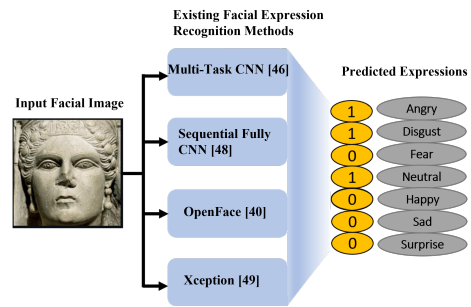 Existing Facial Expression
Recognition Methods
Input Facial Image
Multi-Task CNN [46]
Sequential Fully
CNN [48]
OpenFace [40]
Xception [49]
Predicted Expressions
1 Angry
1 Disgust
0 Fear
1 Neutral
0 Happy
0 Sad
0 Surprise